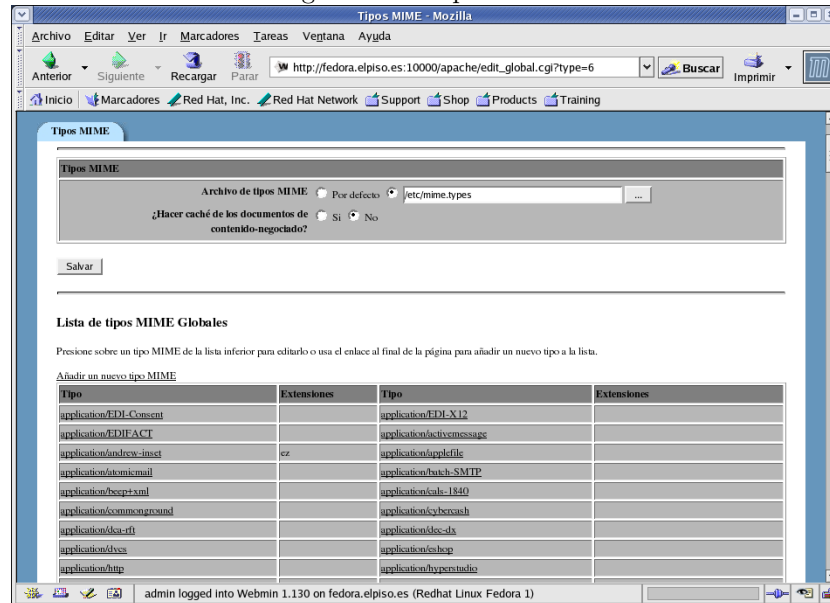 Tipos MIME - Mozilla
Archivo Editar Ver Ir Marcadores Tareas Ventana Ayuda
Anterior Siguiente Recargar Parar http://fedora.elpiso.es:10000/apache/edit_global.cgi?type=6 Buscar Imprimir
Inicio Marcadores Red Hat, Inc. Red Hat Network Support Shop Products Training
Tipos MIME
Tipos MIME
Archivo de tipos MIME Por defecto /etc/mime.types ...
¿Hacer caché de los documentos de contenido-negociado? Si No
Salvar
Lista de tipos MIME Globales
Presione sobre un tipo MIME de la lista inferior para editarlo o usa el enlace al final de la página para añadir un nuevo tipo a la lista.
Añadir un nuevo tipo MIME
Tipo Extensiones Tipo Extensiones
application/EDI-Consent application/EDI-X12
application/EDIFACT application/activemessage
application/andrew-inset ez application/applefile
application/atomicmail application/batch-SMTP
application/beep+xml application/cals-1840
application/commonground application/cybercash
application/dca-rft application/dec-dx
application/dvcs application/eshop
application/http application/hyperstudio
admin logged into Webmin 1.130 on fedora.elpiso.es (Redhat Linux Fedora 1)